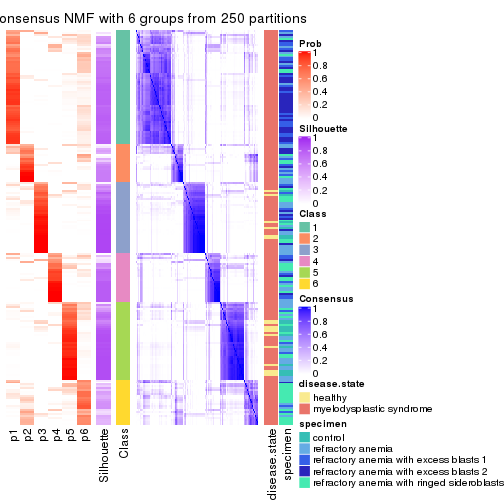 onsensus NMF with 6 groups from 250 partitions
Prob
1
0.8
0.6
0.4
0.2
0
Silhouette
1
0.8
0.6
0.4
0.2
0
Class
1
2
3
4
5
6
Consensus
1
0.8
0.6
0.4
0.2
0
disease.state
healthy
myelodysplastic syndrome
specimen
control
refractory anemia
refractory anemia with excess blasts 1
refractory anemia with excess blasts 2
refractory anemia with ringed sideroblasts
p1
p2
p3
p4
p5
p6
Silhouette
Class
disease.state
specimen